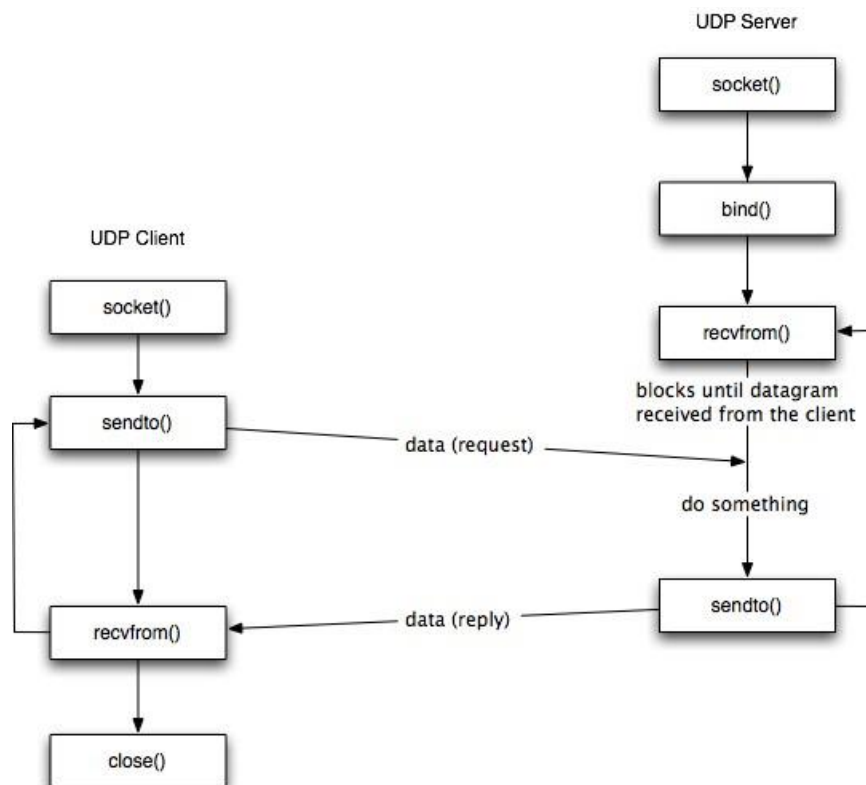 UDP Server
socket()
bind()
UDP Client
socket()
recvfrom()
blocks until datagram
received from the client
sendto()
data (request)
do something
sendto()
data (reply)
recvfrom()
close()